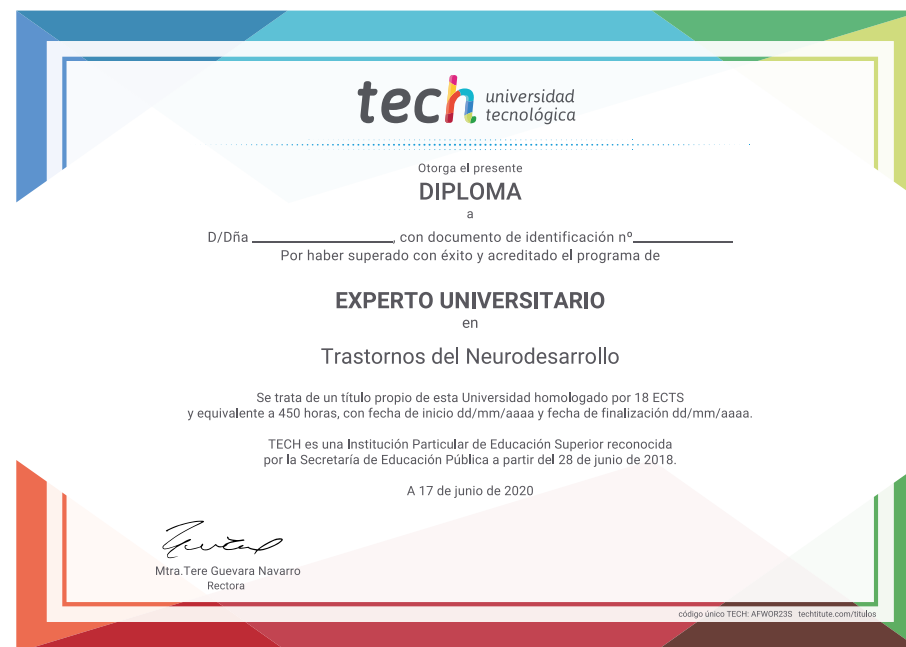 tech universidad
tecnológica
Otorga el presente
DIPLOMA
a
D/Dña ____________________, con documento de identificación nº______________
Por haber superado con éxito y acreditado el programa de
EXPERTO UNIVERSITARIO
en
Trastornos del Neurodesarrollo
Se trata de un título propio de esta Universidad homologado por 18 ECTS
y equivalente a 450 horas, con fecha de inicio dd/mm/aaaa y fecha de finalización dd/mm/aaaa.
TECH es una Institución Particular de Educación Superior reconocida
por la Secretaría de Educación Pública a partir del 28 de junio de 2018.
A 17 de junio de 2020
Mtra.Tere Guevara Navarro
Rectora
código único TECH: AFWOR23S techtitute.com/titulos